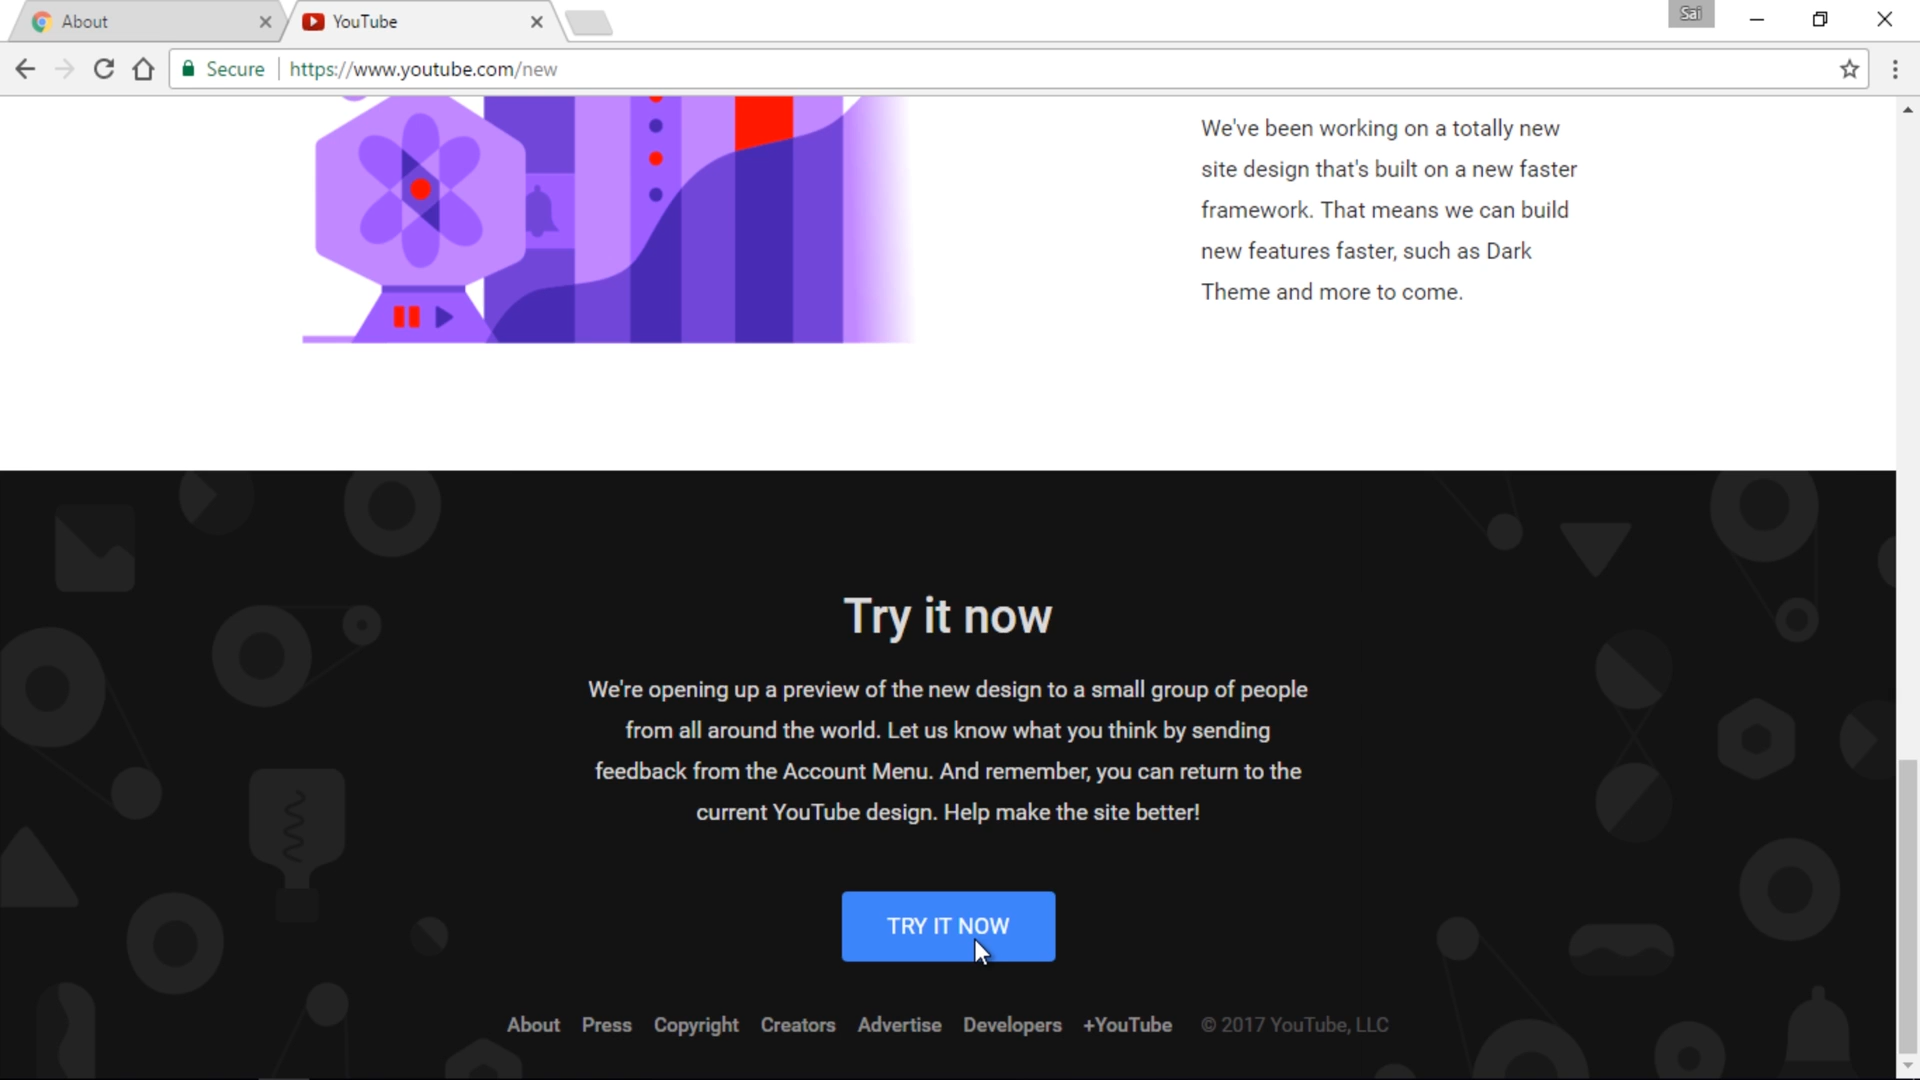 About
YouTube
Sai
Secure
https://www.youtube.com/new
We've been working on a totally new
site design that's built on a new faster
framework. That means we can build
new features faster, such as Dark
Theme and more to come.
Try it now
We're opening up a preview of the new design to a small group of people
from all around the world. Let us know what you think by sending
feedback from the Account Menu. And remember, you can return to the
current YouTube design. Help make the site better!
TRY IT NOW
About Press Copyright Creators Advertise Developers +YouTube © 2017 YouTube, LLC